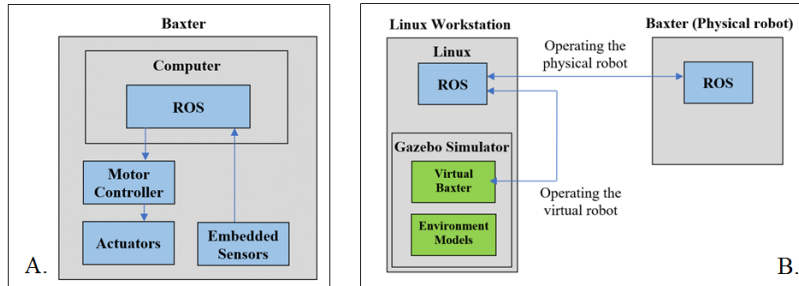 Baxter
Computer
ROS
Motor
Controller
Actuators
Embedded
Sensors
A.
Linux Workstation
Linux
ROS
Gazebo Simulator
Virtual
Baxter
Environment
Models
Operating the
physical robot
Operating the
virtual robot
Baxter (Physical robot)
ROS
B.